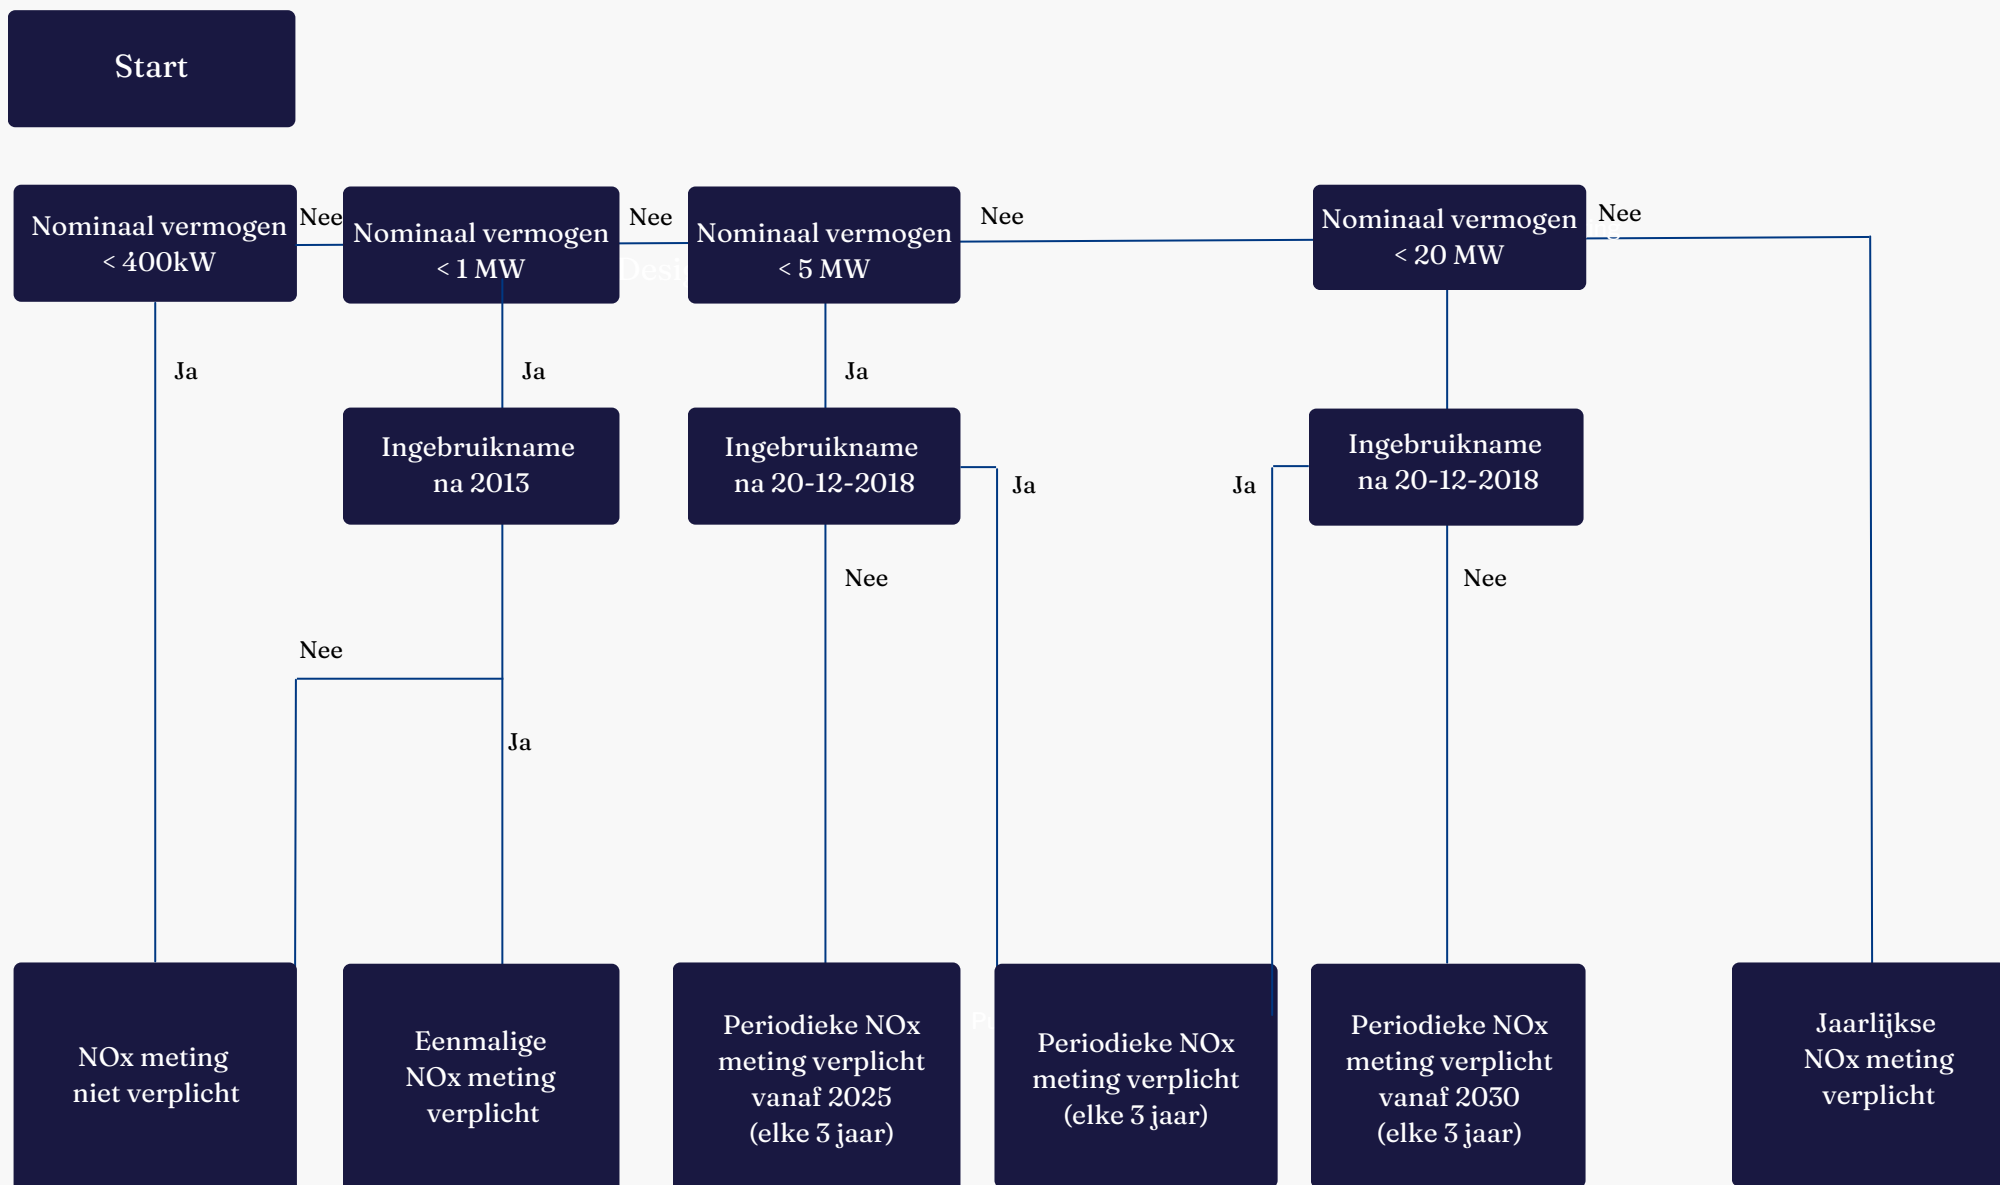 Start
Nominaal vermogen
< 400kW
Nee
Nominaal vermogen
< 1 MW
Nee
Nominaal vermogen
< 5 MW
Nee
Nominaal vermogen
< 20 MW
Nee
Ja
Ja
Ja
Ingebruikname
na 2013
Ingebruikname
na 20-12-2018
Ja
Ja
Ingebruikname
na 20-12-2018
Nee
Nee
Nee
Ja
NOx meting
niet verplicht
Eenmalige
NOx meting
verplicht
Periodieke NOx
meting verplicht
vanaf 2025
(elke 3 jaar)
Periodieke NOx
meting verplicht
(elke 3 jaar)
Periodieke NOx
meting verplicht
vanaf 2030
(elke 3 jaar)
Jaarlijkse
NOx meting
verplicht